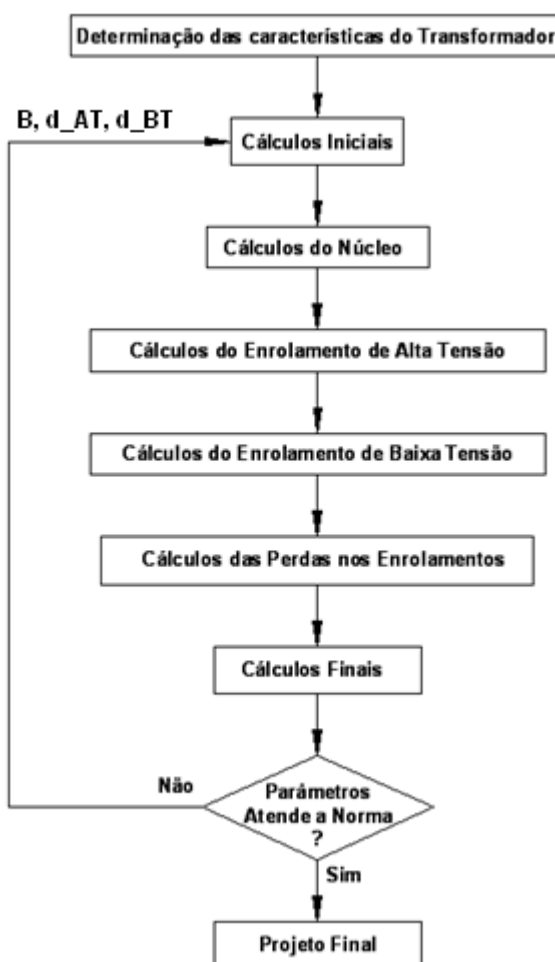 Determinação das características do Transformador
B, d_AT, d_BT
Cálculos Iniciais
Cálculos do Núcleo
Cálculos do Enrolamento de Alta Tensão
Cálculos do Enrolamento de Baixa Tensão
Cálculos das Perdas nos Enrolamentos
Cálculos Finais
Não
Parámetros
Atende a Norma
?
Sim
Projeto Final